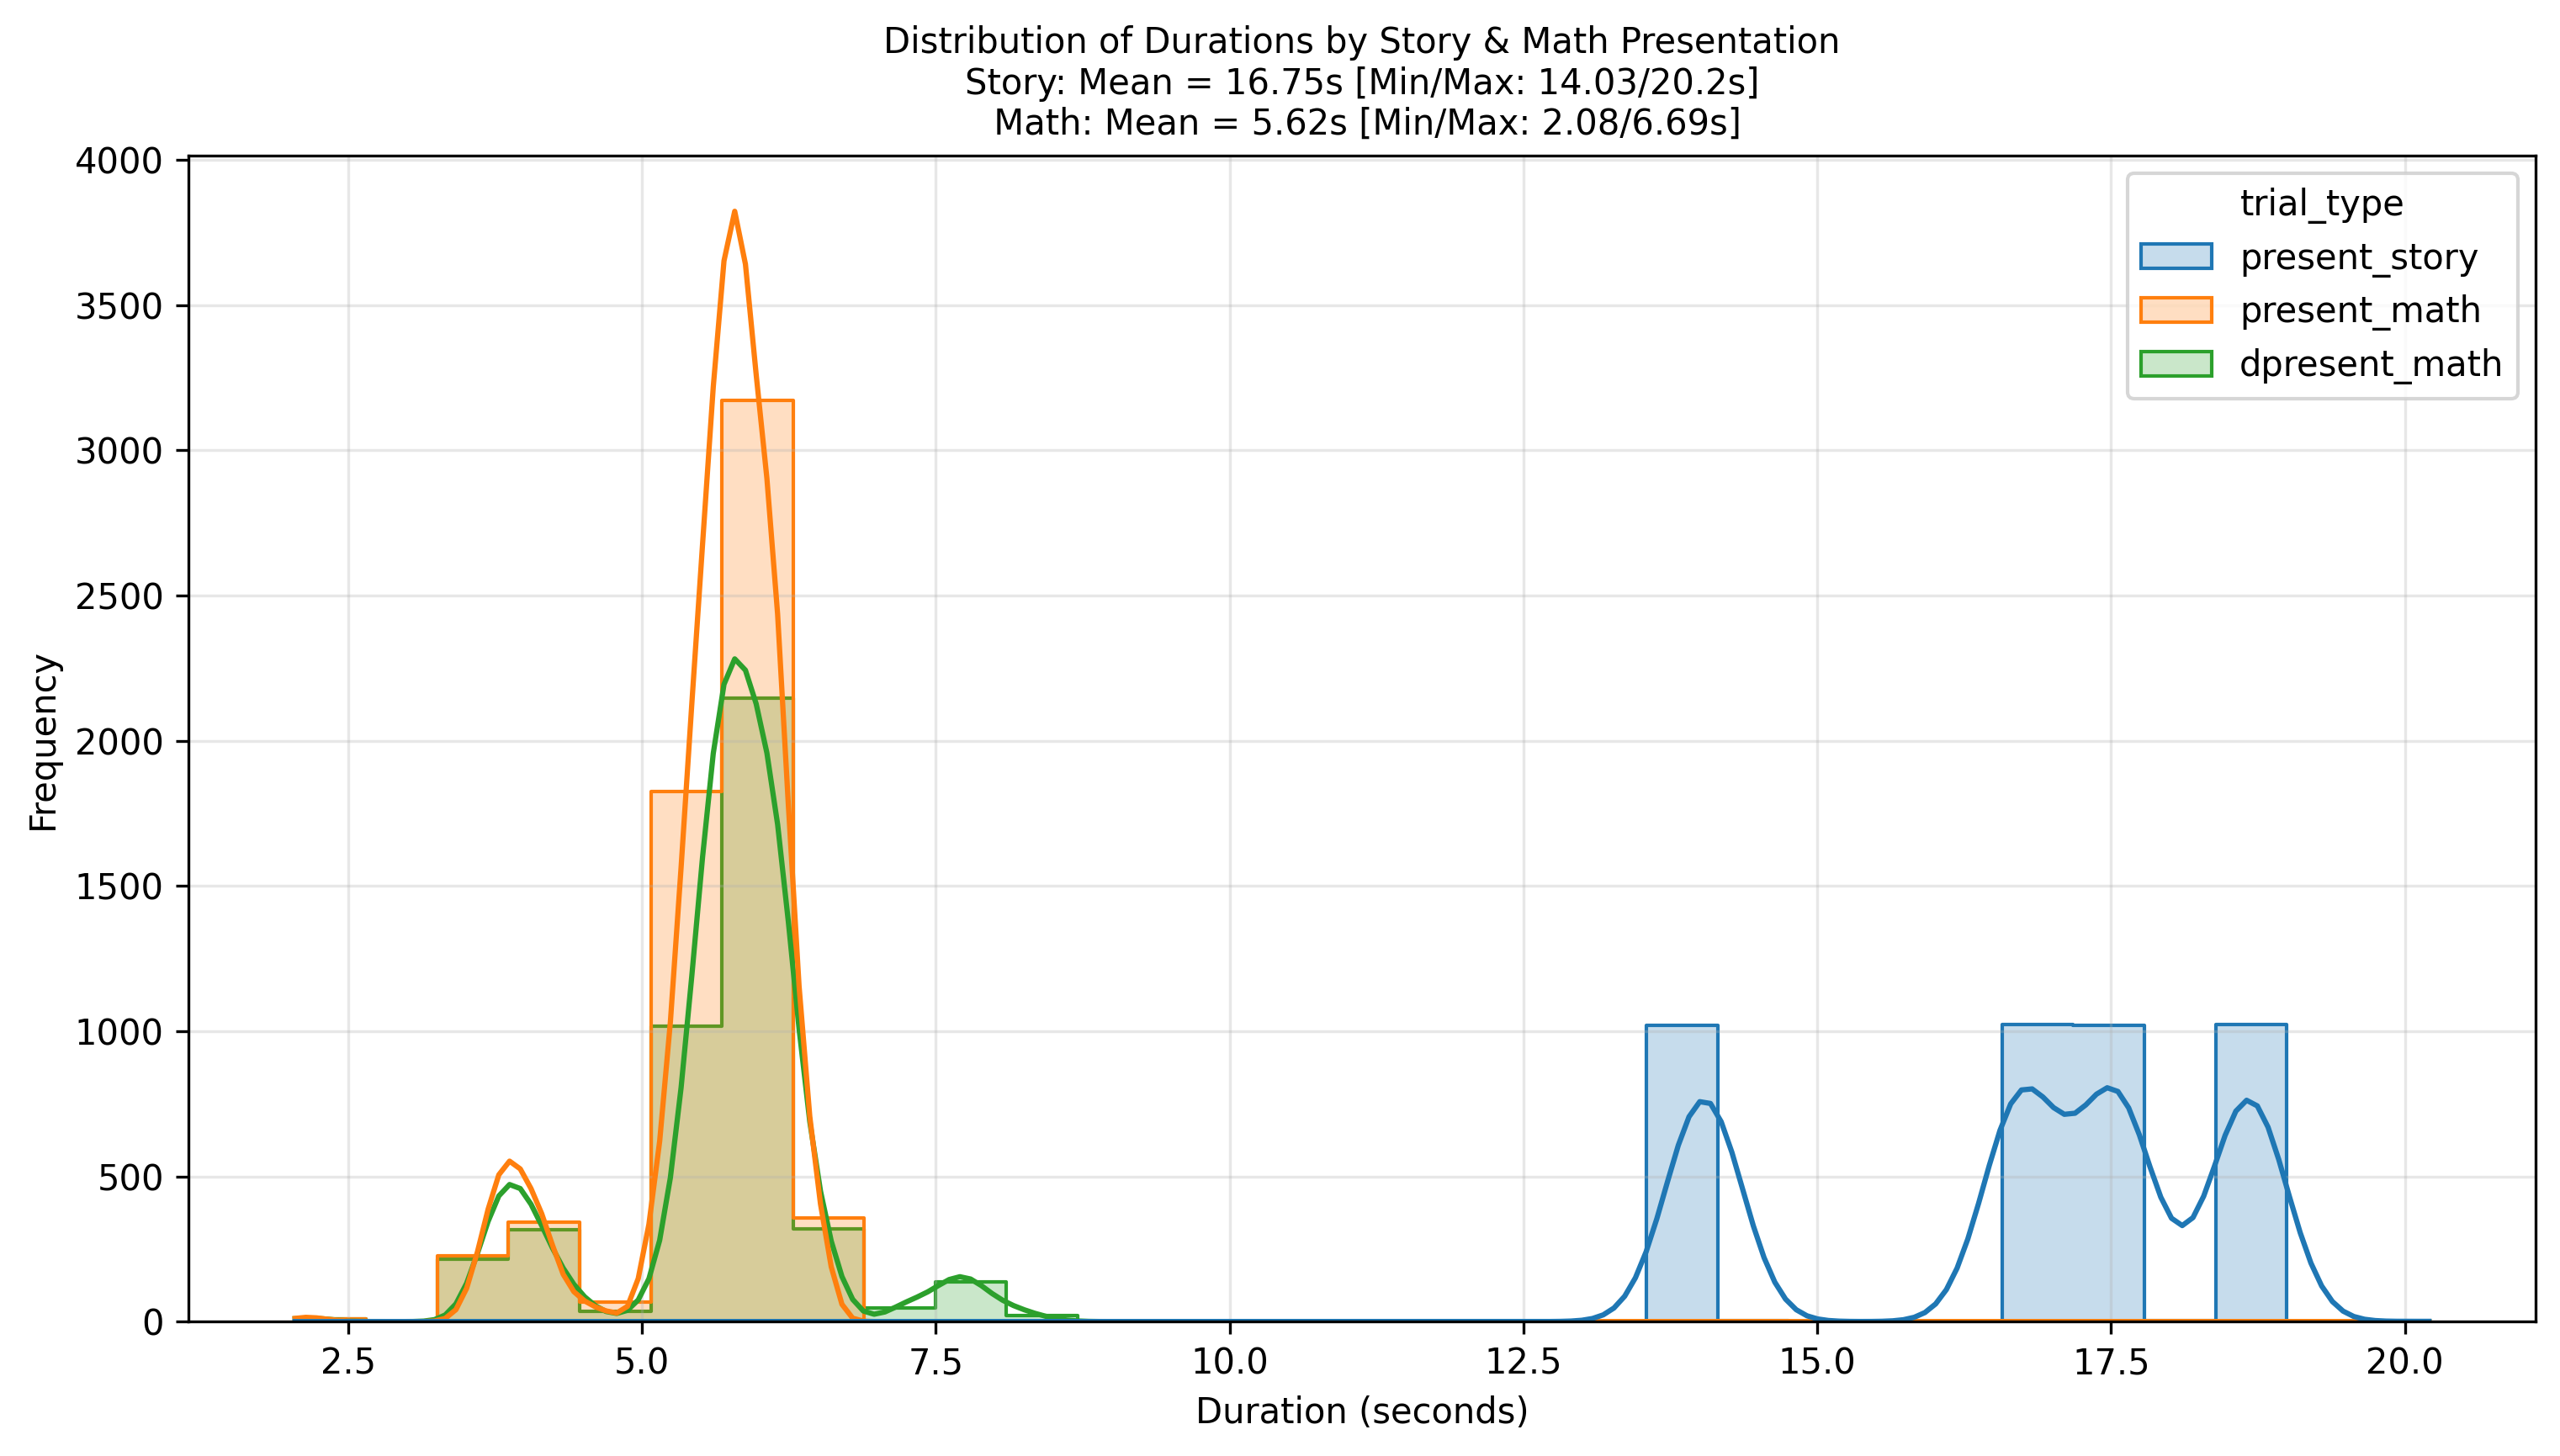 Distribution of Durations by Story & Math Presentation
Story: Mean = 16.75s [Min/Max: 14.03/20.2s]
Math: Mean = 5.62s [Min/Max: 2.08/6.69s]
4000
3500
3000
2500
2000
1500
1000
500
0
Frequency
trial_type
present_story
present_math
dpresent_math
2.5
5.0
7.5
10.0
12.5
15.0
17.5
20.0
Duration (seconds)